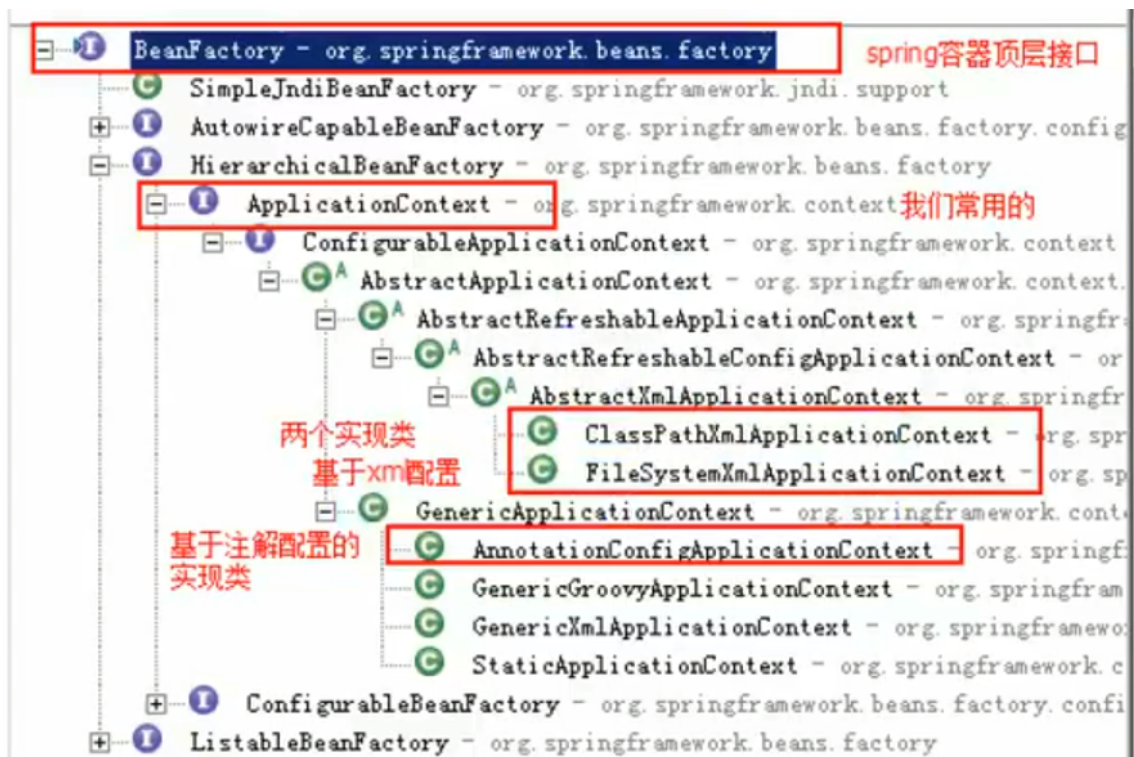 BeanFactory - org.springframework.beans.factory spring容器顶层接口
SimpleJndiBeanFactory - org.springframework.jndi.support
AutowireCapableBeanFactory - org.springframework.beans.factory.config
HierarchicalBeanFactory - org.springframework.beans.factory
ApplicationContext - org.springframework.context 我们常用的
ConfigurableApplicationContext - org.springframework.context
AbstractApplicationContext - org.springframework.context.
AbstractRefreshableApplicationContext - org.springfr
AbstractRefreshableConfigApplicationContext - or
AbstractXmlApplicationContext - org.springfr
两个实现类 ClassPathXmlApplicationContext - org.spr
基于xml配置 FileSystemXmlApplicationContext - org.sp
GenericApplicationContext - org.springframework.cont
基于注解配置的 AnnotationConfigApplicationContext - org.springf
实现类
GenericGroovyApplicationContext - org.springfram
GenericXmlApplicationContext - org.springframewo
StaticApplicationContext - org.springframework.c
ConfigurableBeanFactory - org.springframework.beans.factory.confi
ListableBeanFactory - org.springframework.beans.factory